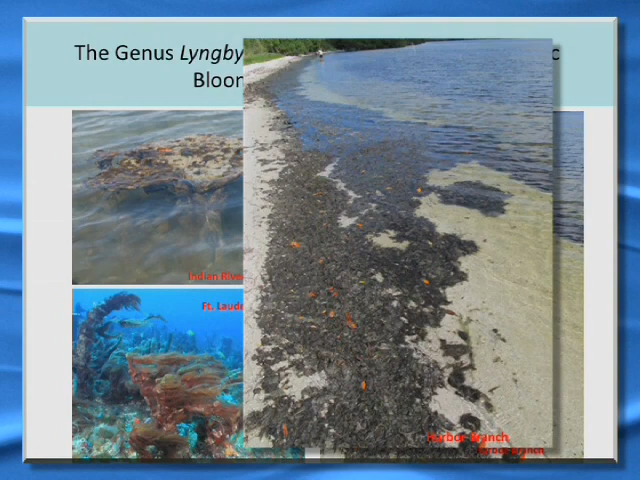 The Genus Lyngby
Bloom
Indian River
Ft. Laude
Harbor Branch
Harbor Branch